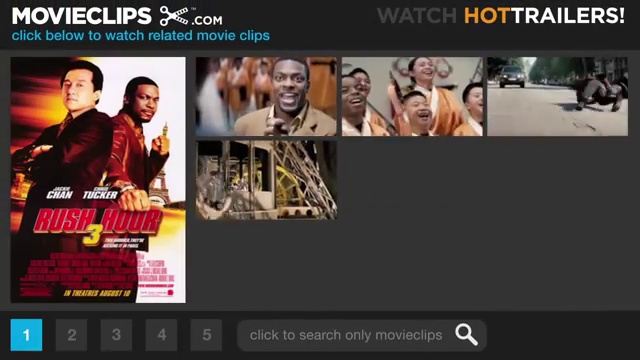 MOVIECLIPS .COM
WATCH HOTTRAILERS!
click below to watch related movie clips
JACKIE CHAN
CHRIS TUCKER
RUSH HOUR
3
IN THEATRES AUGUST 10
1 2 3 4 5
click to search only movieclips